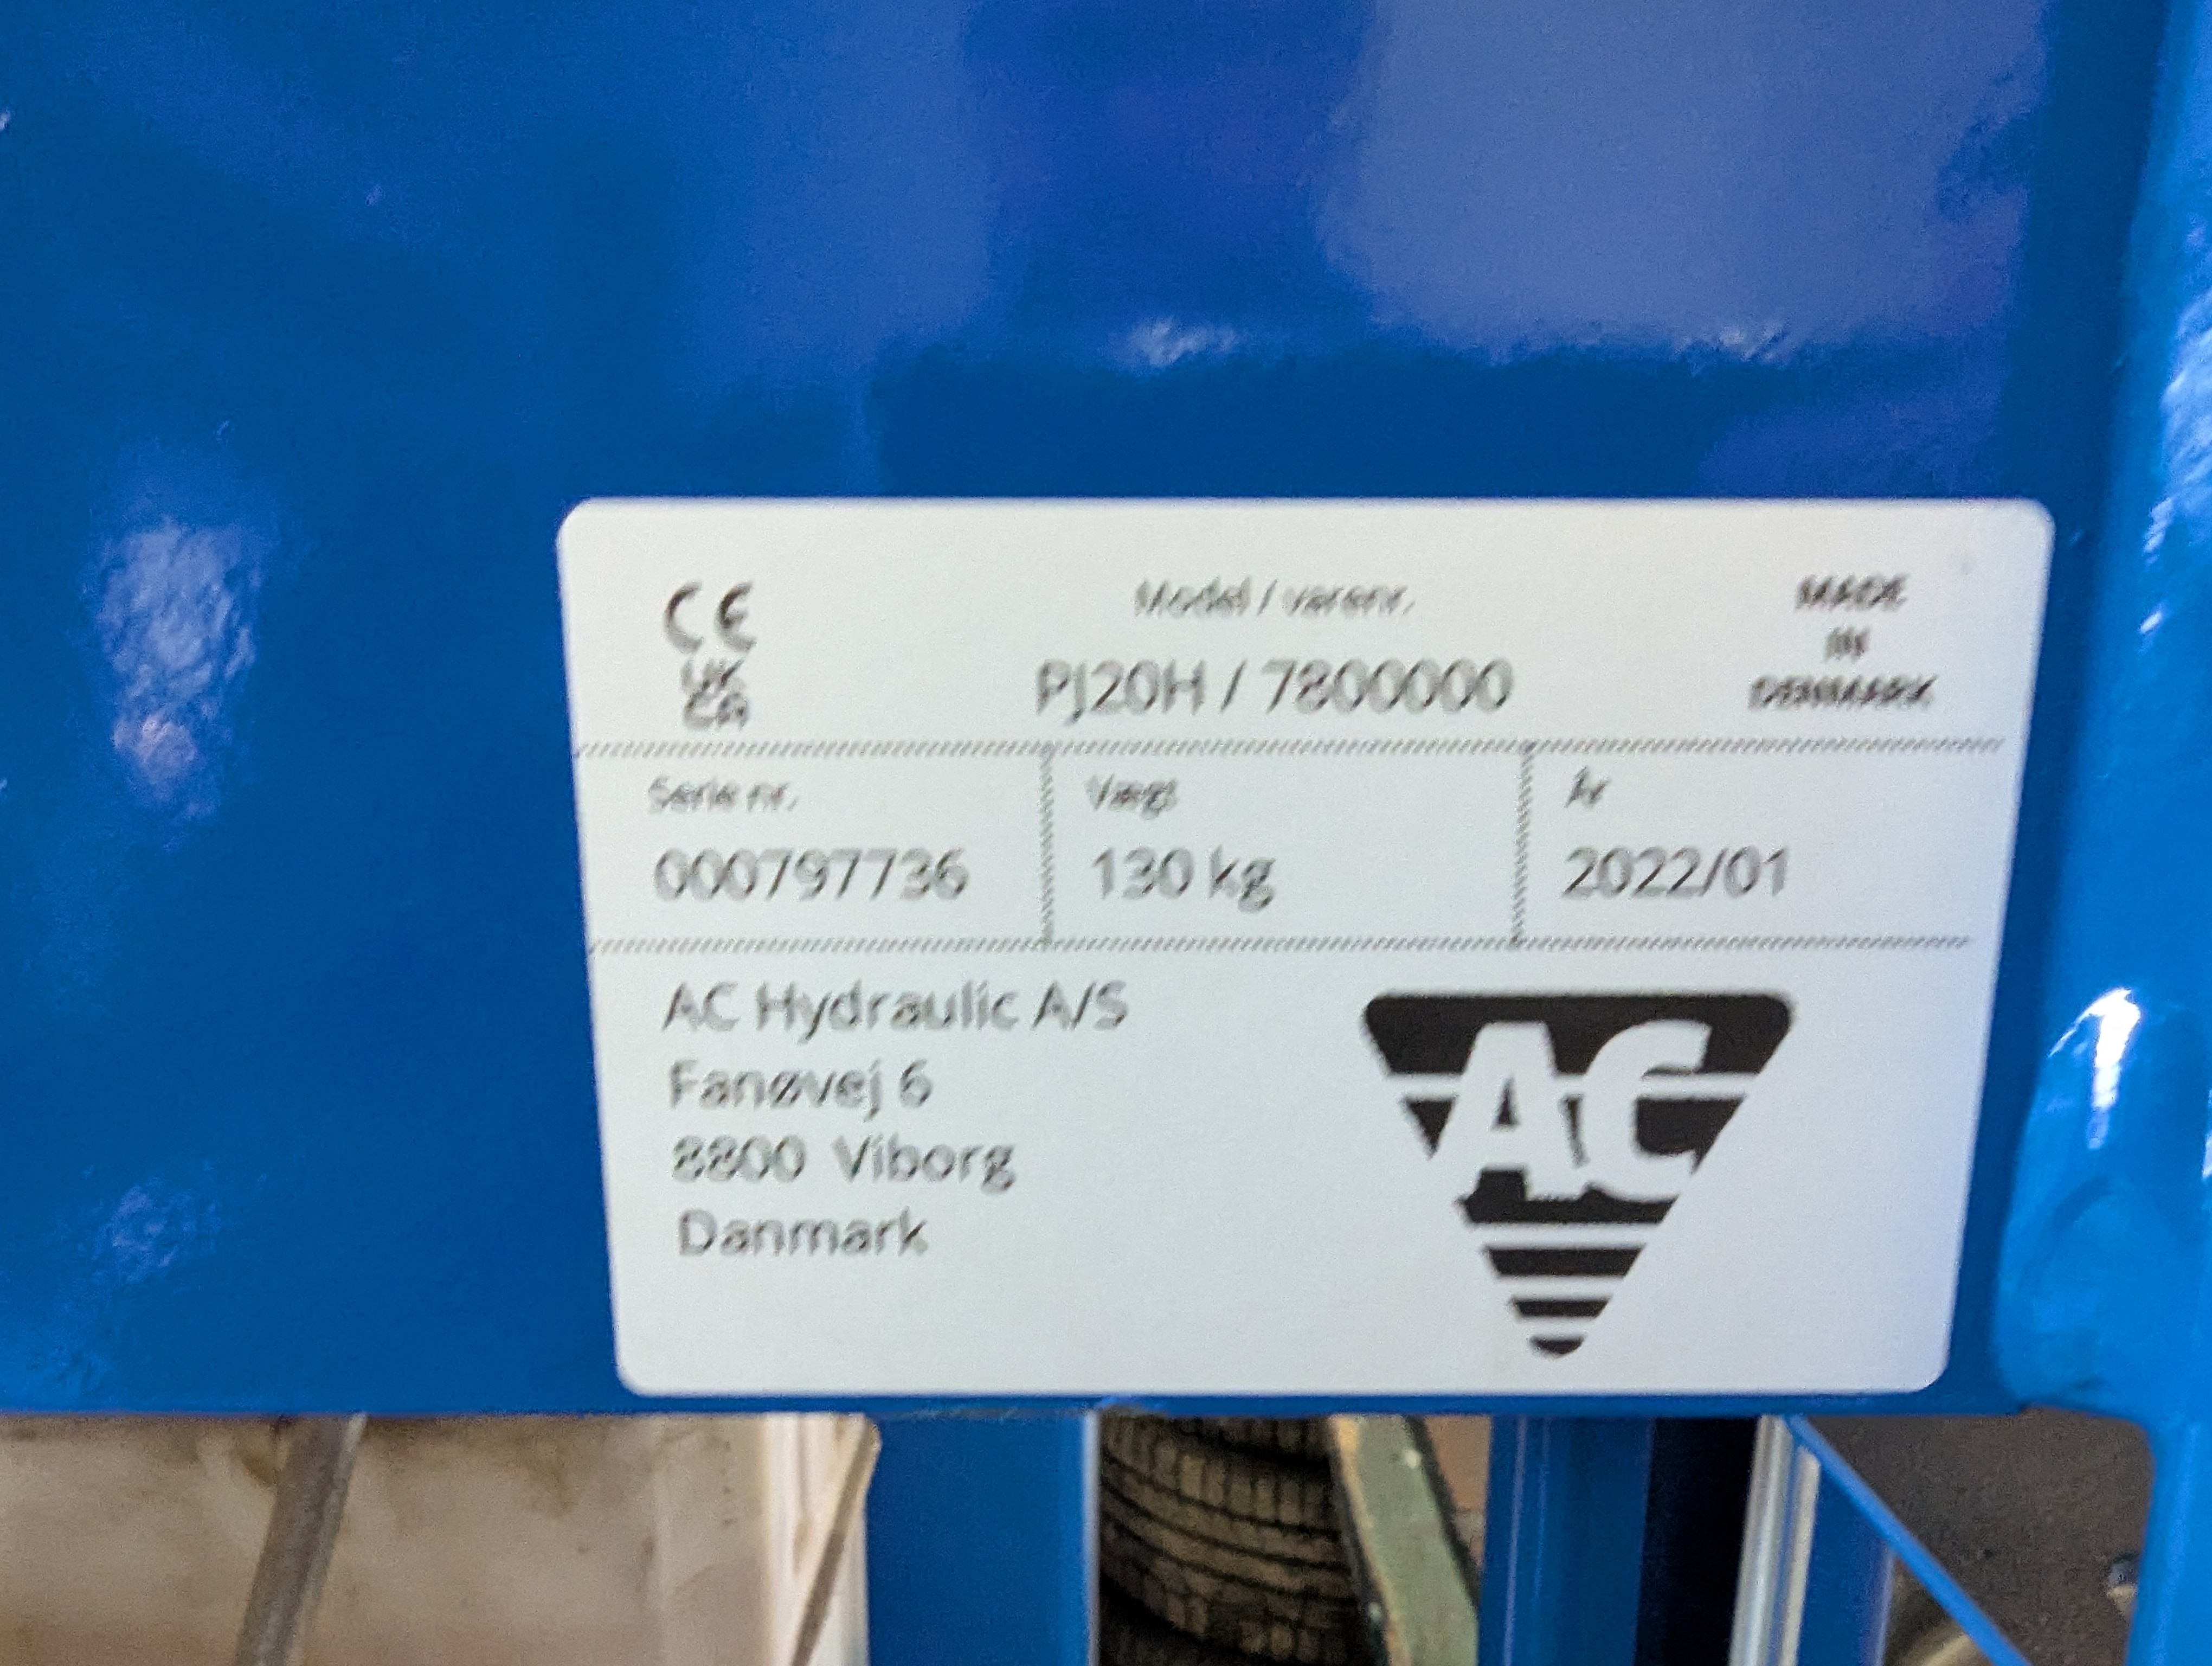 CE
UK
CA
Model / varenr.
PJ20H / 7800000
MADE
IN
DENMARK
Serie nr.
000797736
Vægt
130 kg
År
2022/01
AC Hydraulic A/S
Fanøvej 6
8800 Viborg
Danmark
AC